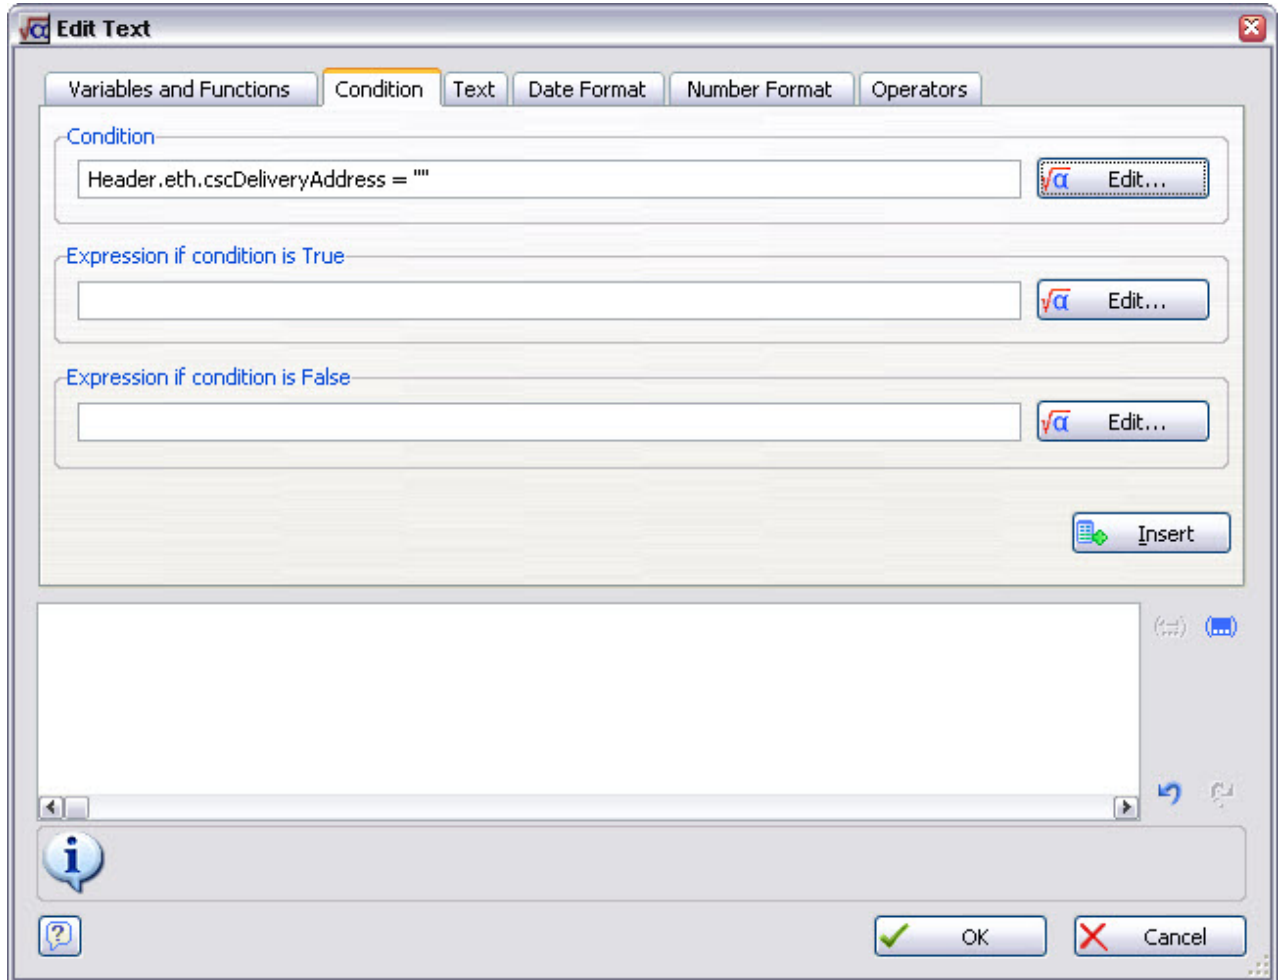 Edit Text
Variables and Functions Condition Text Date Format Number Format Operators
Condition
Header.eth.cscDeliveryAddress = "" Edit...
Expression if condition is True
Edit...
Expression if condition is False
Edit...
Insert
OK Cancel